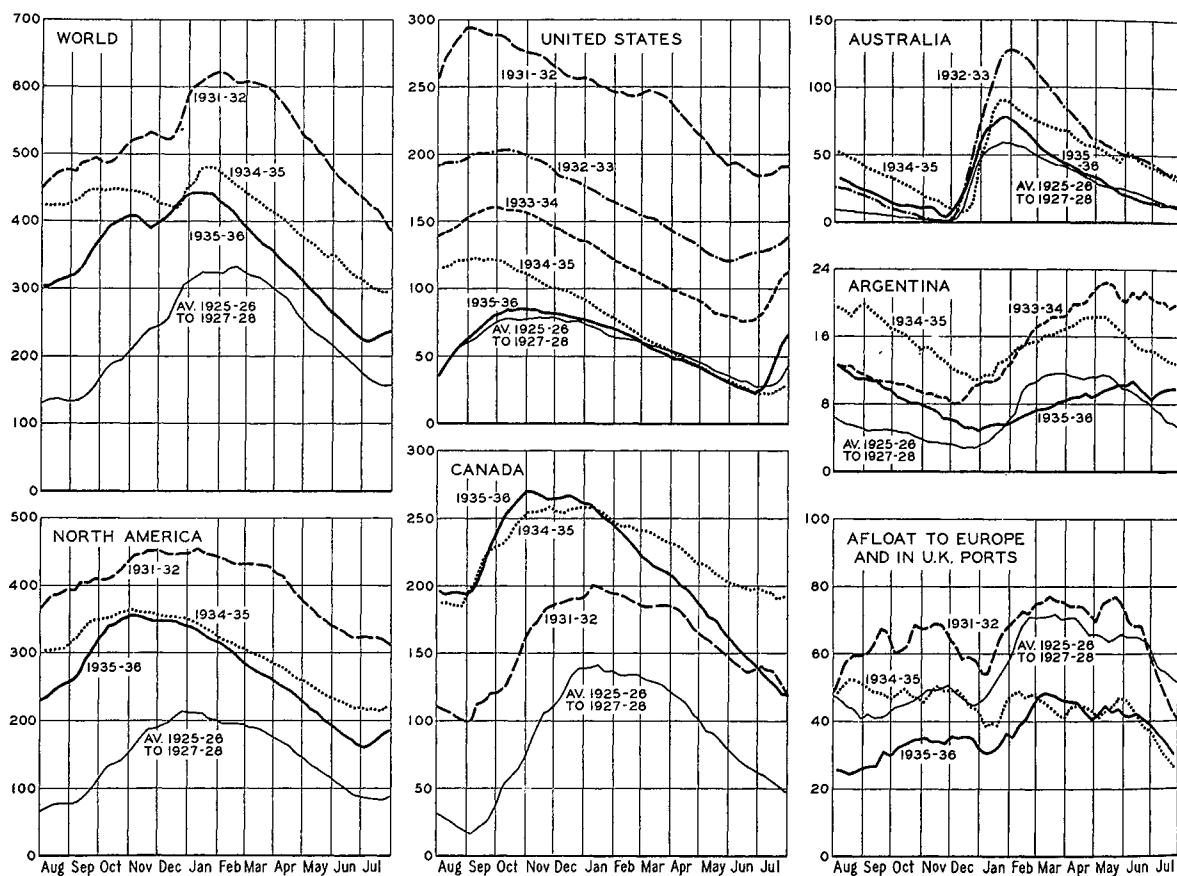 WORLD
700
600
500
400
300
200
100
0
1931-32
1934-35
1935-36
AV. 1925-26
TO 1927-28
UNITED STATES
300
250
200
150
100
50
0
1931-32
1932-33
1933-34
1934-35
1935-36
AV. 1925-26
TO 1927-28
AUSTRALIA
150
100
50
0
1932-33
1934-35
1935
-36
AV. 1925-26
TO 1927-28
ARGENTINA
24
16
8
0
1933-34
1934-35
1935-36
AV. 1925-26
TO 1927-28
NORTH AMERICA
500
400
300
200
100
0
1931-32
1934-35
1935-36
AV. 1925-26
TO 1927-28
Aug Sep Oct Nov Dec Jan Feb Mar Apr May Jun Jul
CANADA
300
250
200
150
100
50
0
1935-36
1934-35
1931-32
AV. 1925-26
TO 1927-28
Aug Sep Oct Nov Dec Jan Feb Mar Apr May Jun Jul
AFLOAT TO EUROPE
AND IN U.K. PORTS
100
80
60
40
20
0
1931-32
AV. 1925-26
TO 1927-28
1934-35
1935-36
Aug Sep Oct Nov Dec Jan Feb Mar Apr May Jun Jul